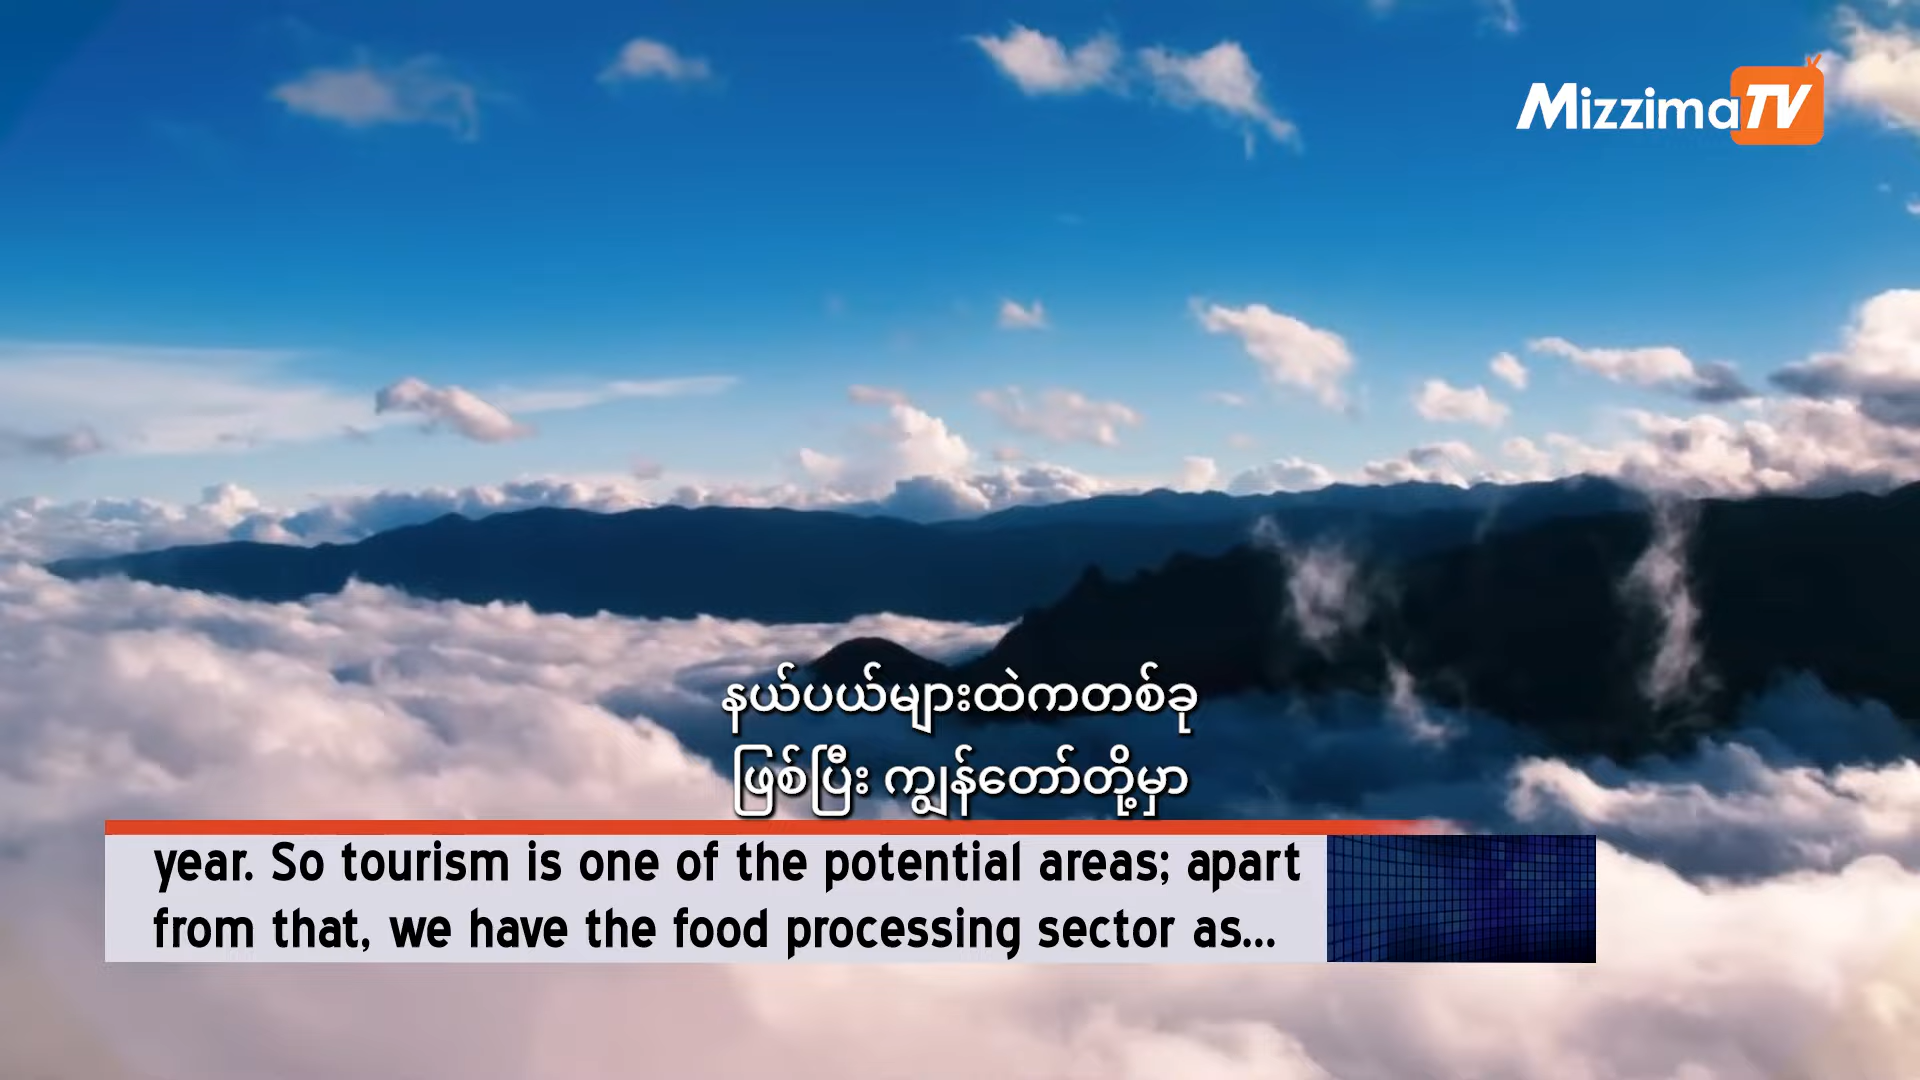 MizzimaTV
နယ်ပယ်များထဲကတစ်ခု
ဖြစ်ပြီး ကျွန်တော်တို့မှာ
year. So tourism is one of the potential areas; apart
from that, we have the food processing sector as...